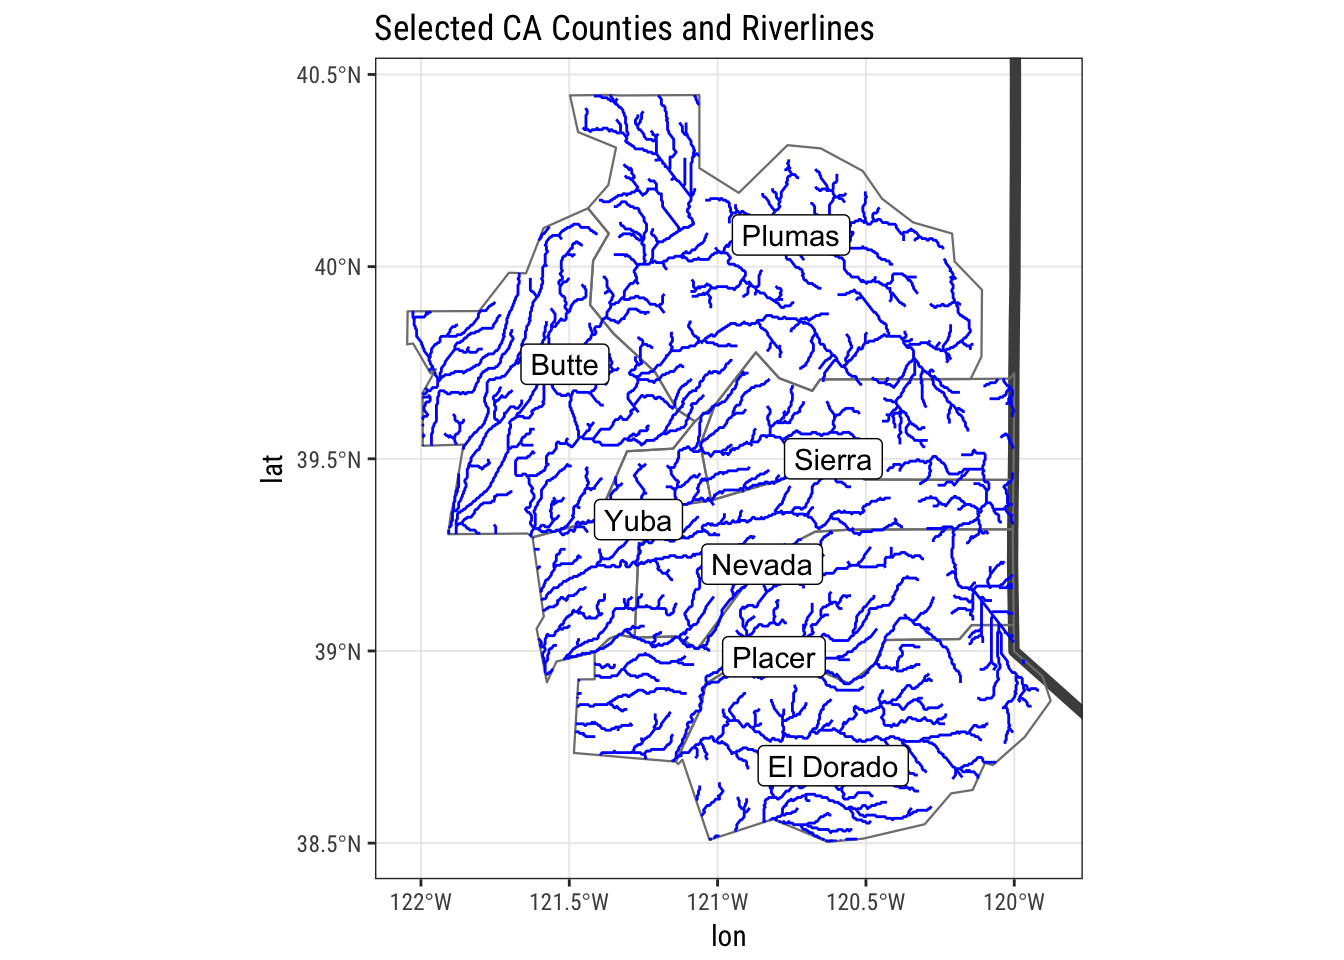 Selected CA Counties and Riverlines
40.5°N
40°N
39.5°N
39°N
38.5°N
lat
Plumas
Butte
Sierra
Yuba
Nevada
Placer
El Dorado
122°W 121.5°W 121°W 120.5°W 120°W
lon